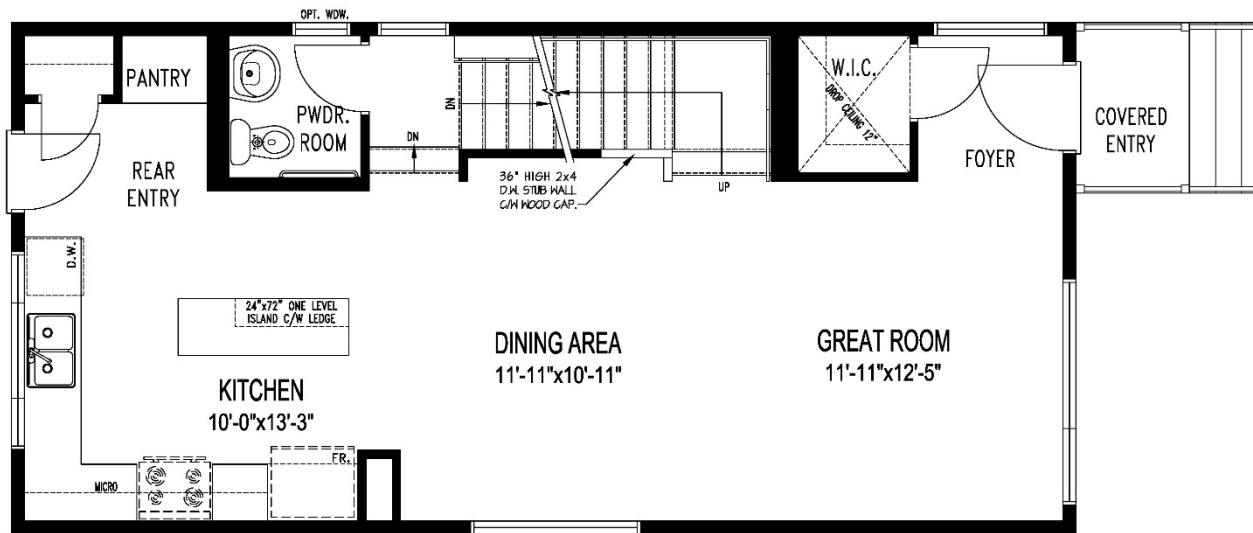 OPT. WDW.
PANTRY
PWDR.
ROOM
DN
DN
W.I.C.
DROP CEILING 12"
COVERED
ENTRY
REAR
ENTRY
FOYER
36" HIGH 2x4
D.W. STUB WALL
C/W WOOD CAP.
UP
D.W.
24"x72" ONE LEVEL
ISLAND C/W LEDGE
DINING AREA
11'-11"x10'-11"
GREAT ROOM
11'-11"x12'-5"
KITCHEN
10'-0"x13'-3"
FR.
MICRO